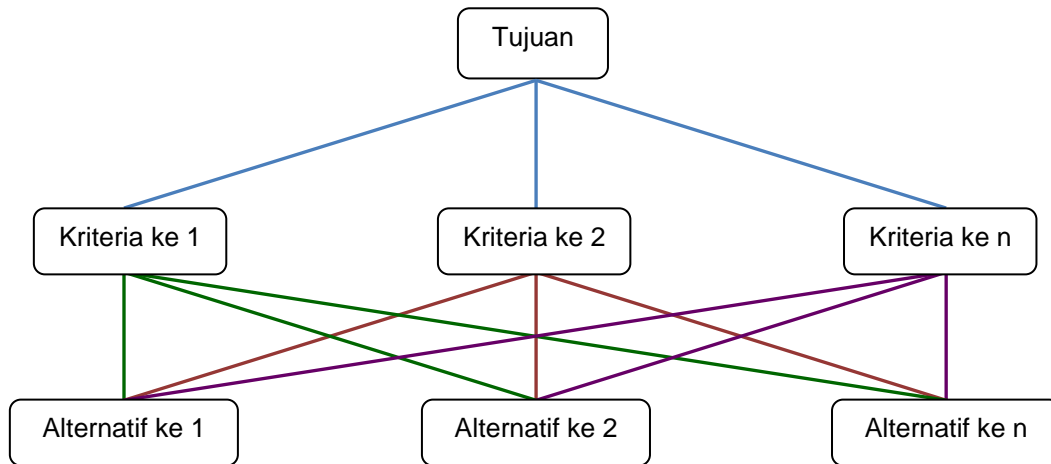 Tujuan
Kriteria ke 1
Kriteria ke 2
Kriteria ke n
Alternatif ke 1
Alternatif ke 2
Alternatif ke n